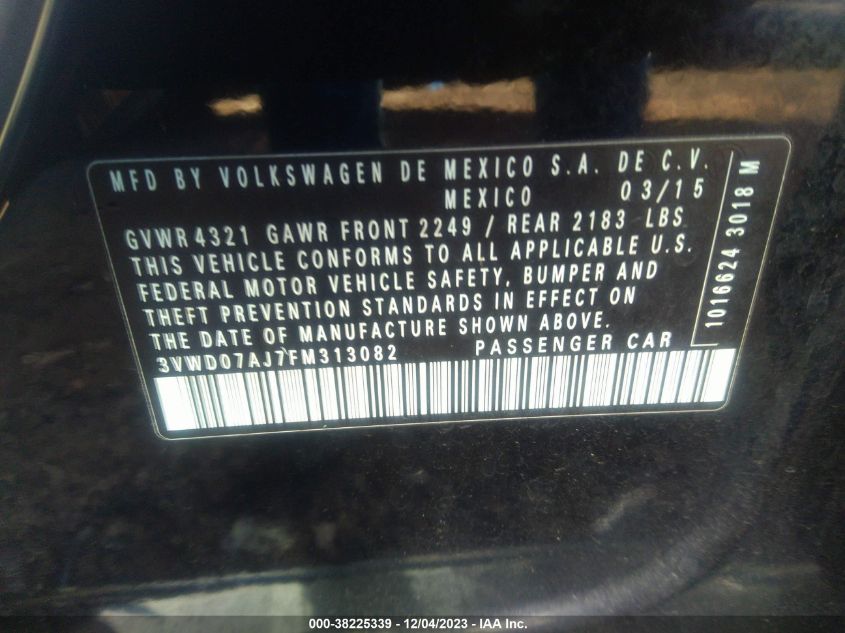 MFD BY VOLKSWAGEN DE MEXICO S.A. DE C.V.
MEXICO 03/15
GVWR 4321 GAWR FRONT 2249 / REAR 2183 LBS
THIS VEHICLE CONFORMS TO ALL APPLICABLE U.S.
FEDERAL MOTOR VEHICLE SAFETY, BUMPER AND
THEFT PREVENTION STANDARDS IN EFFECT ON
THE DATE OF MANUFACTURE SHOWN ABOVE.
3VWD07AJ7FM313082 PASSENGER CAR
1016624 3018 M
000-38225339 - 12/04/2023 - IAA Inc.